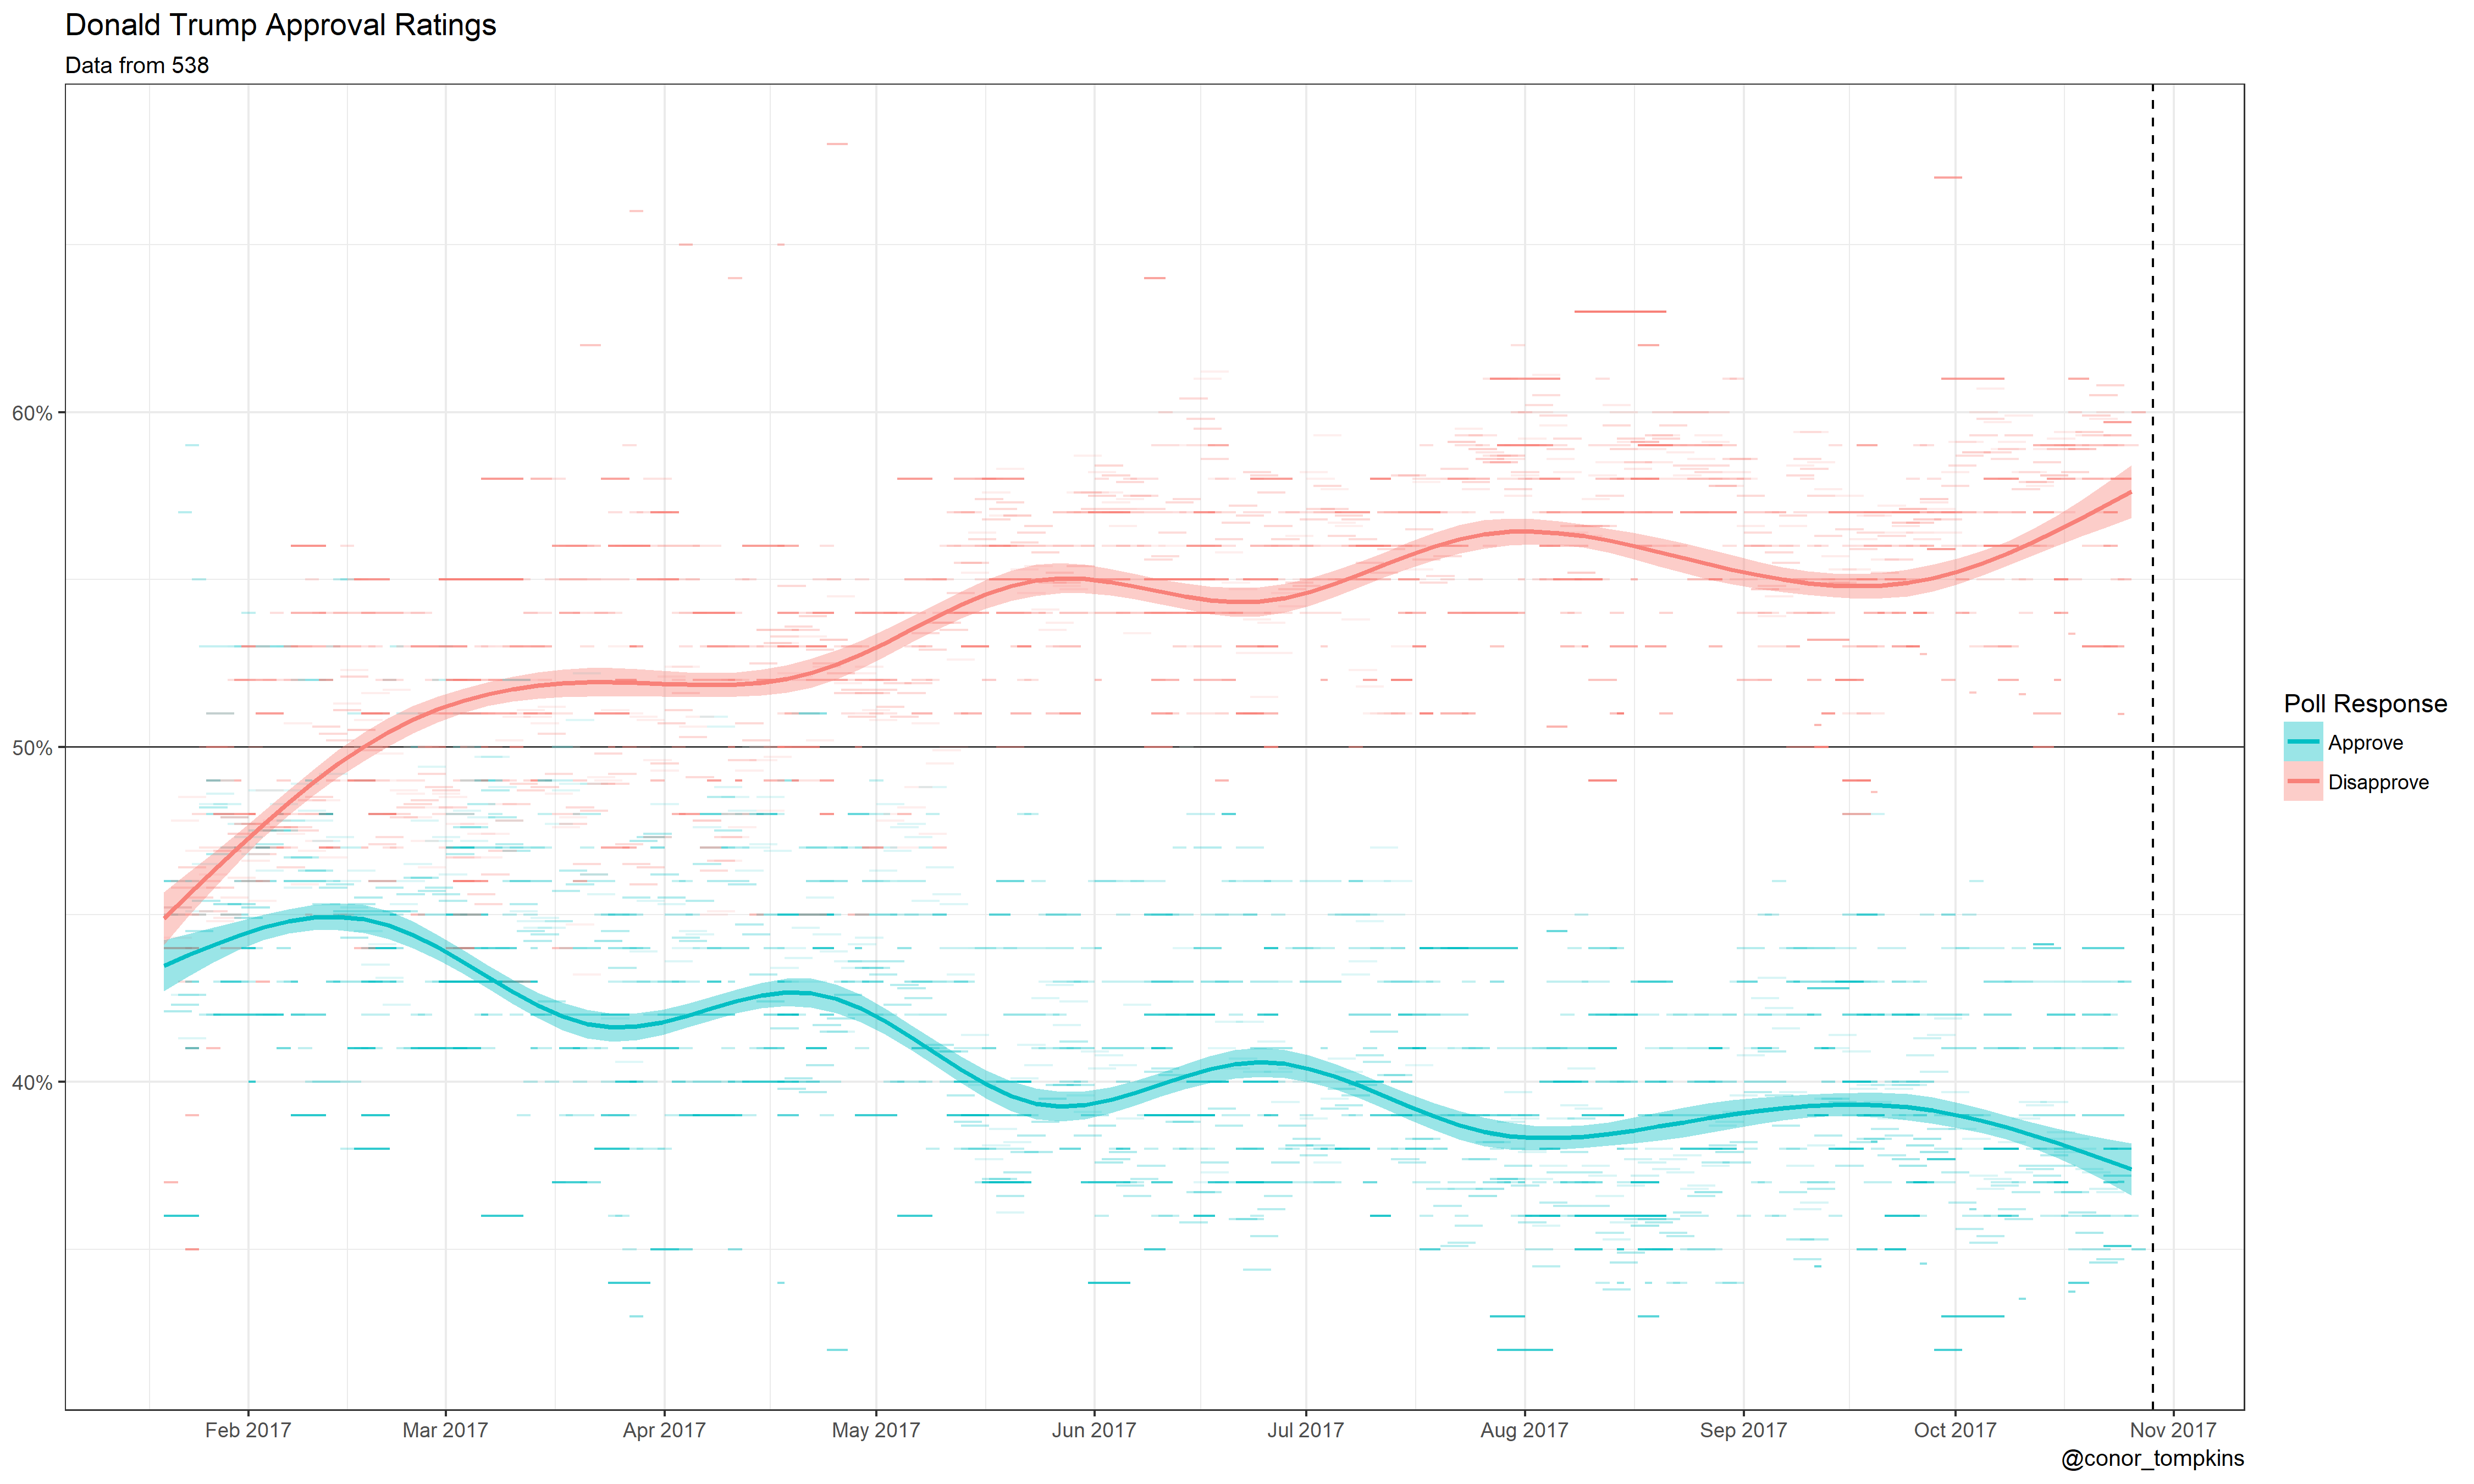 Donald Trump Approval Ratings
Data from 538
60%
50%
40%
Feb 2017 Mar 2017 Apr 2017 May 2017 Jun 2017 Jul 2017 Aug 2017 Sep 2017 Oct 2017 Nov 2017
@conor_tompkins
Poll Response
Approve
Disapprove